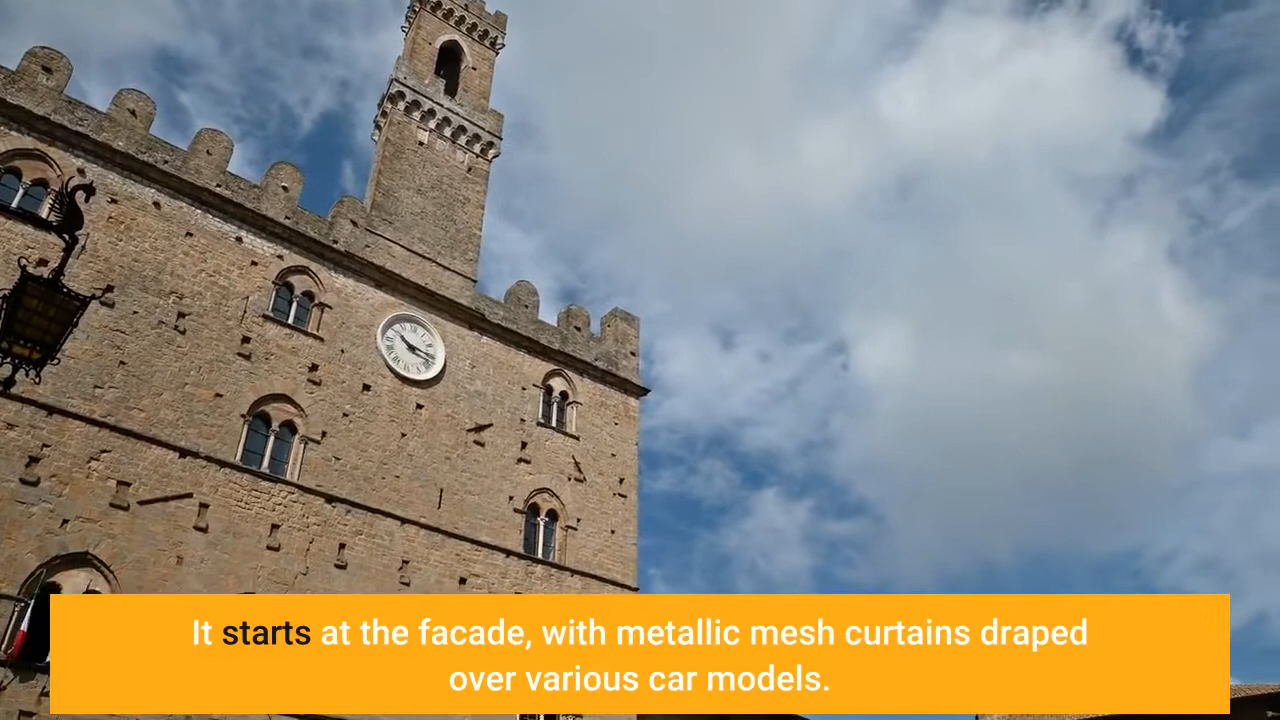 It starts at the facade, with metallic mesh curtains draped
over various car models.